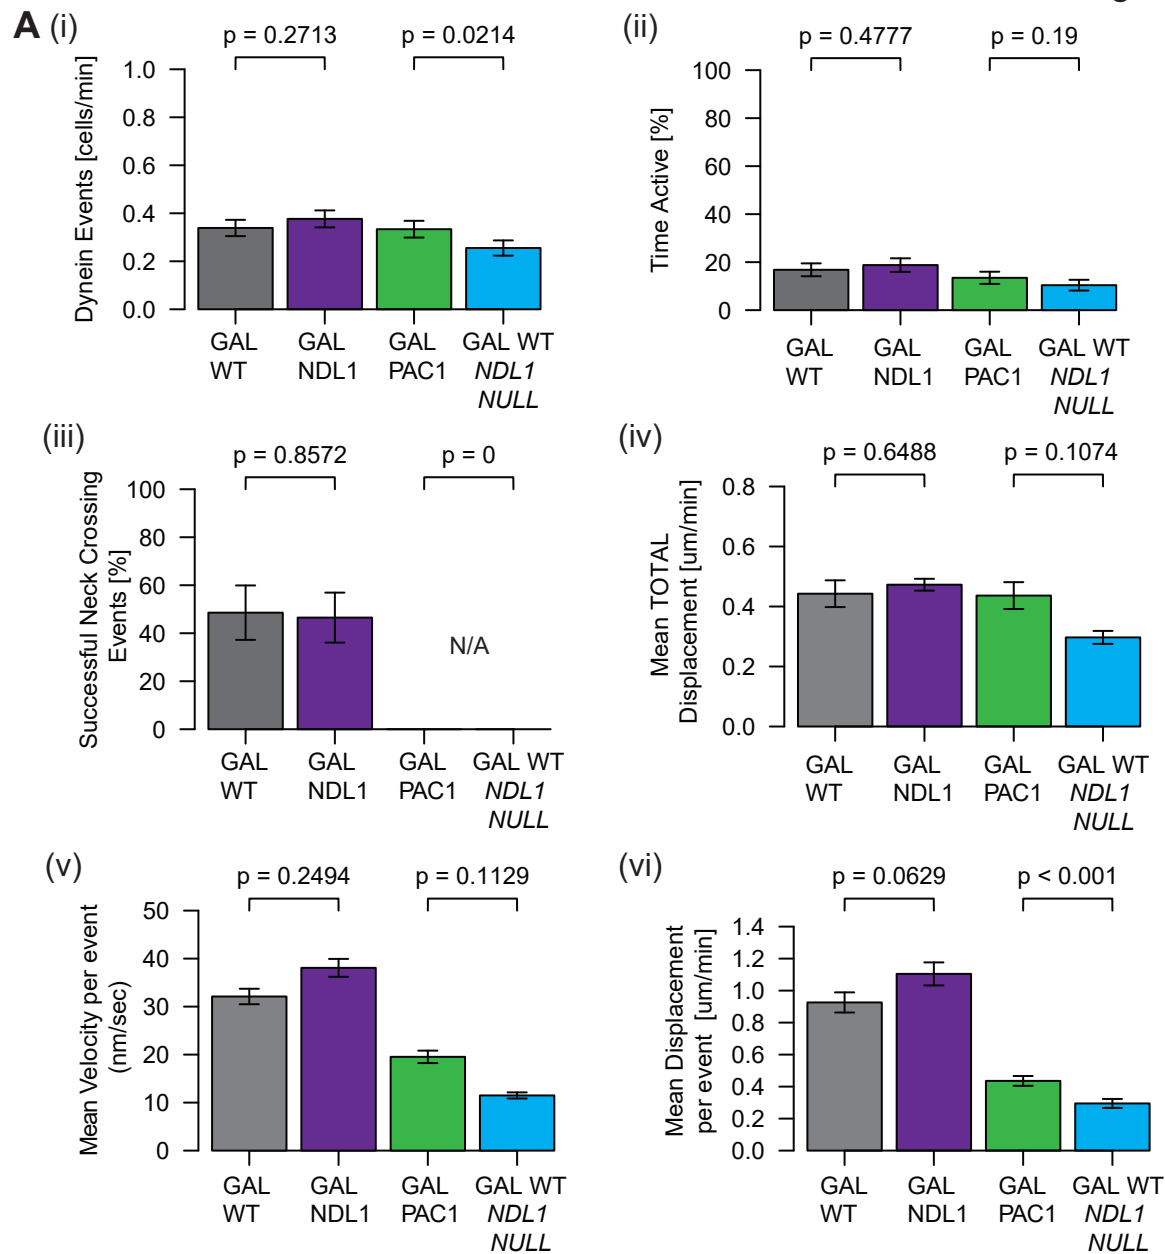 g
A (i)
p = 0.2713
p = 0.0214
Dynein Events [cells/min]
1.0
0.8
0.6
0.4
0.2
0.0
GAL
WT
GAL
NDL1
GAL
PAC1
GAL WT
NDL1
NULL
(ii)
p = 0.4777
p = 0.19
Time Active [%]
100
80
60
40
20
0
GAL
WT
GAL
NDL1
GAL
PAC1
GAL WT
NDL1
NULL
(iii)
p = 0.8572
p = 0
Successful Neck Crossing
Events [%]
100
80
60
40
20
0
N/A
GAL
WT
GAL
NDL1
GAL
PAC1
GAL WT
NDL1
NULL
(iv)
p = 0.6488
p = 0.1074
Mean TOTAL
Displacement [um/min]
0.8
0.6
0.4
0.2
0.0
GAL
WT
GAL
NDL1
GAL
PAC1
GAL WT
NDL1
NULL
(v)
p = 0.2494
p = 0.1129
Mean Velocity per event
(nm/sec)
50
40
30
20
10
0
GAL
WT
GAL
NDL1
GAL
PAC1
GAL WT
NDL1
NULL
(vi)
p = 0.0629
p < 0.001
Mean Displacement
per event [um/min]
1.4
1.2
1.0
0.8
0.6
0.4
0.2
0.0
GAL
WT
GAL
NDL1
GAL
PAC1
GAL WT
NDL1
NULL